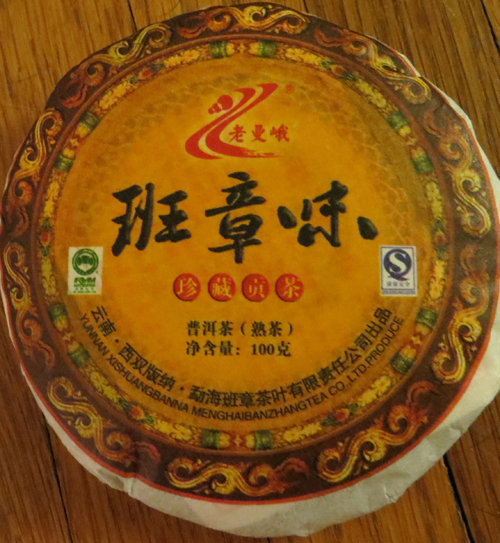 老曼峨
®
班章味
珍藏贡茶
普洱茶（熟茶）
净含量：100克
云南·西双版纳·勐海班章茶叶有限责任公司出品
YUNNAN XISHUANGBANNA MENGHAIBANZHANGTEA CO.,LTD.PRODUCE